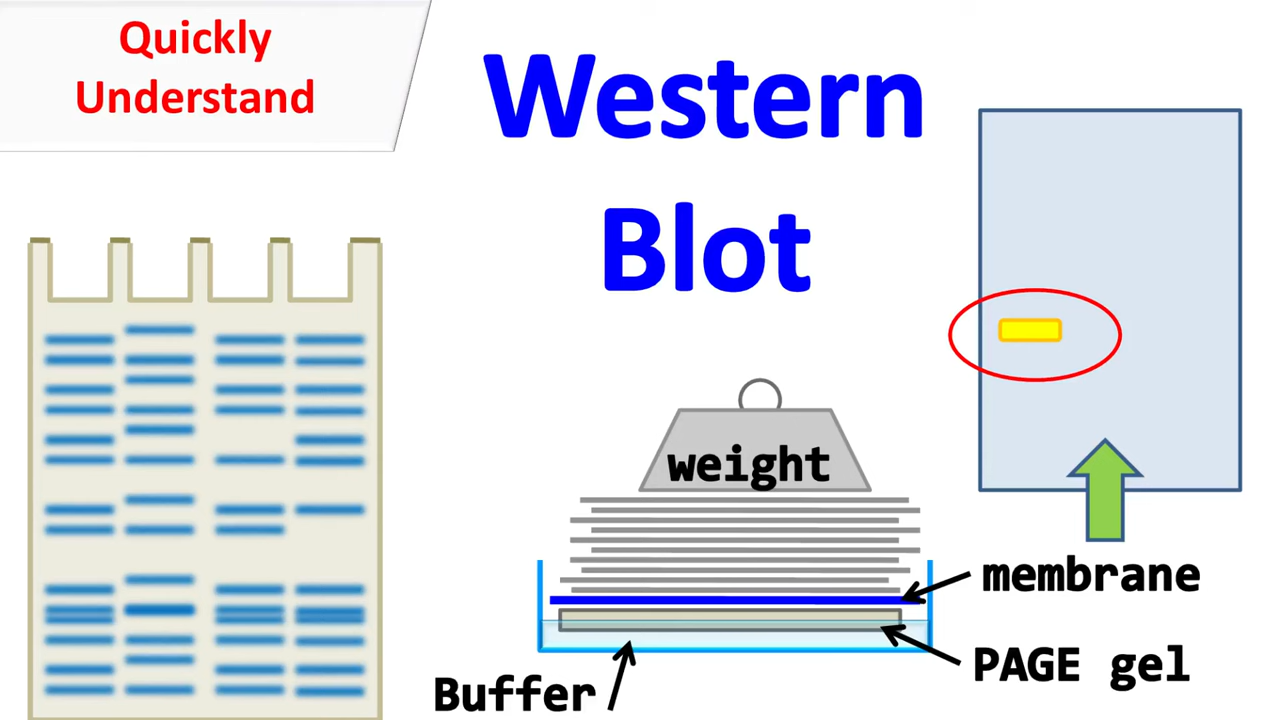 Quickly
Understand
Western
Blot
weight
membrane
PAGE gel
Buffer